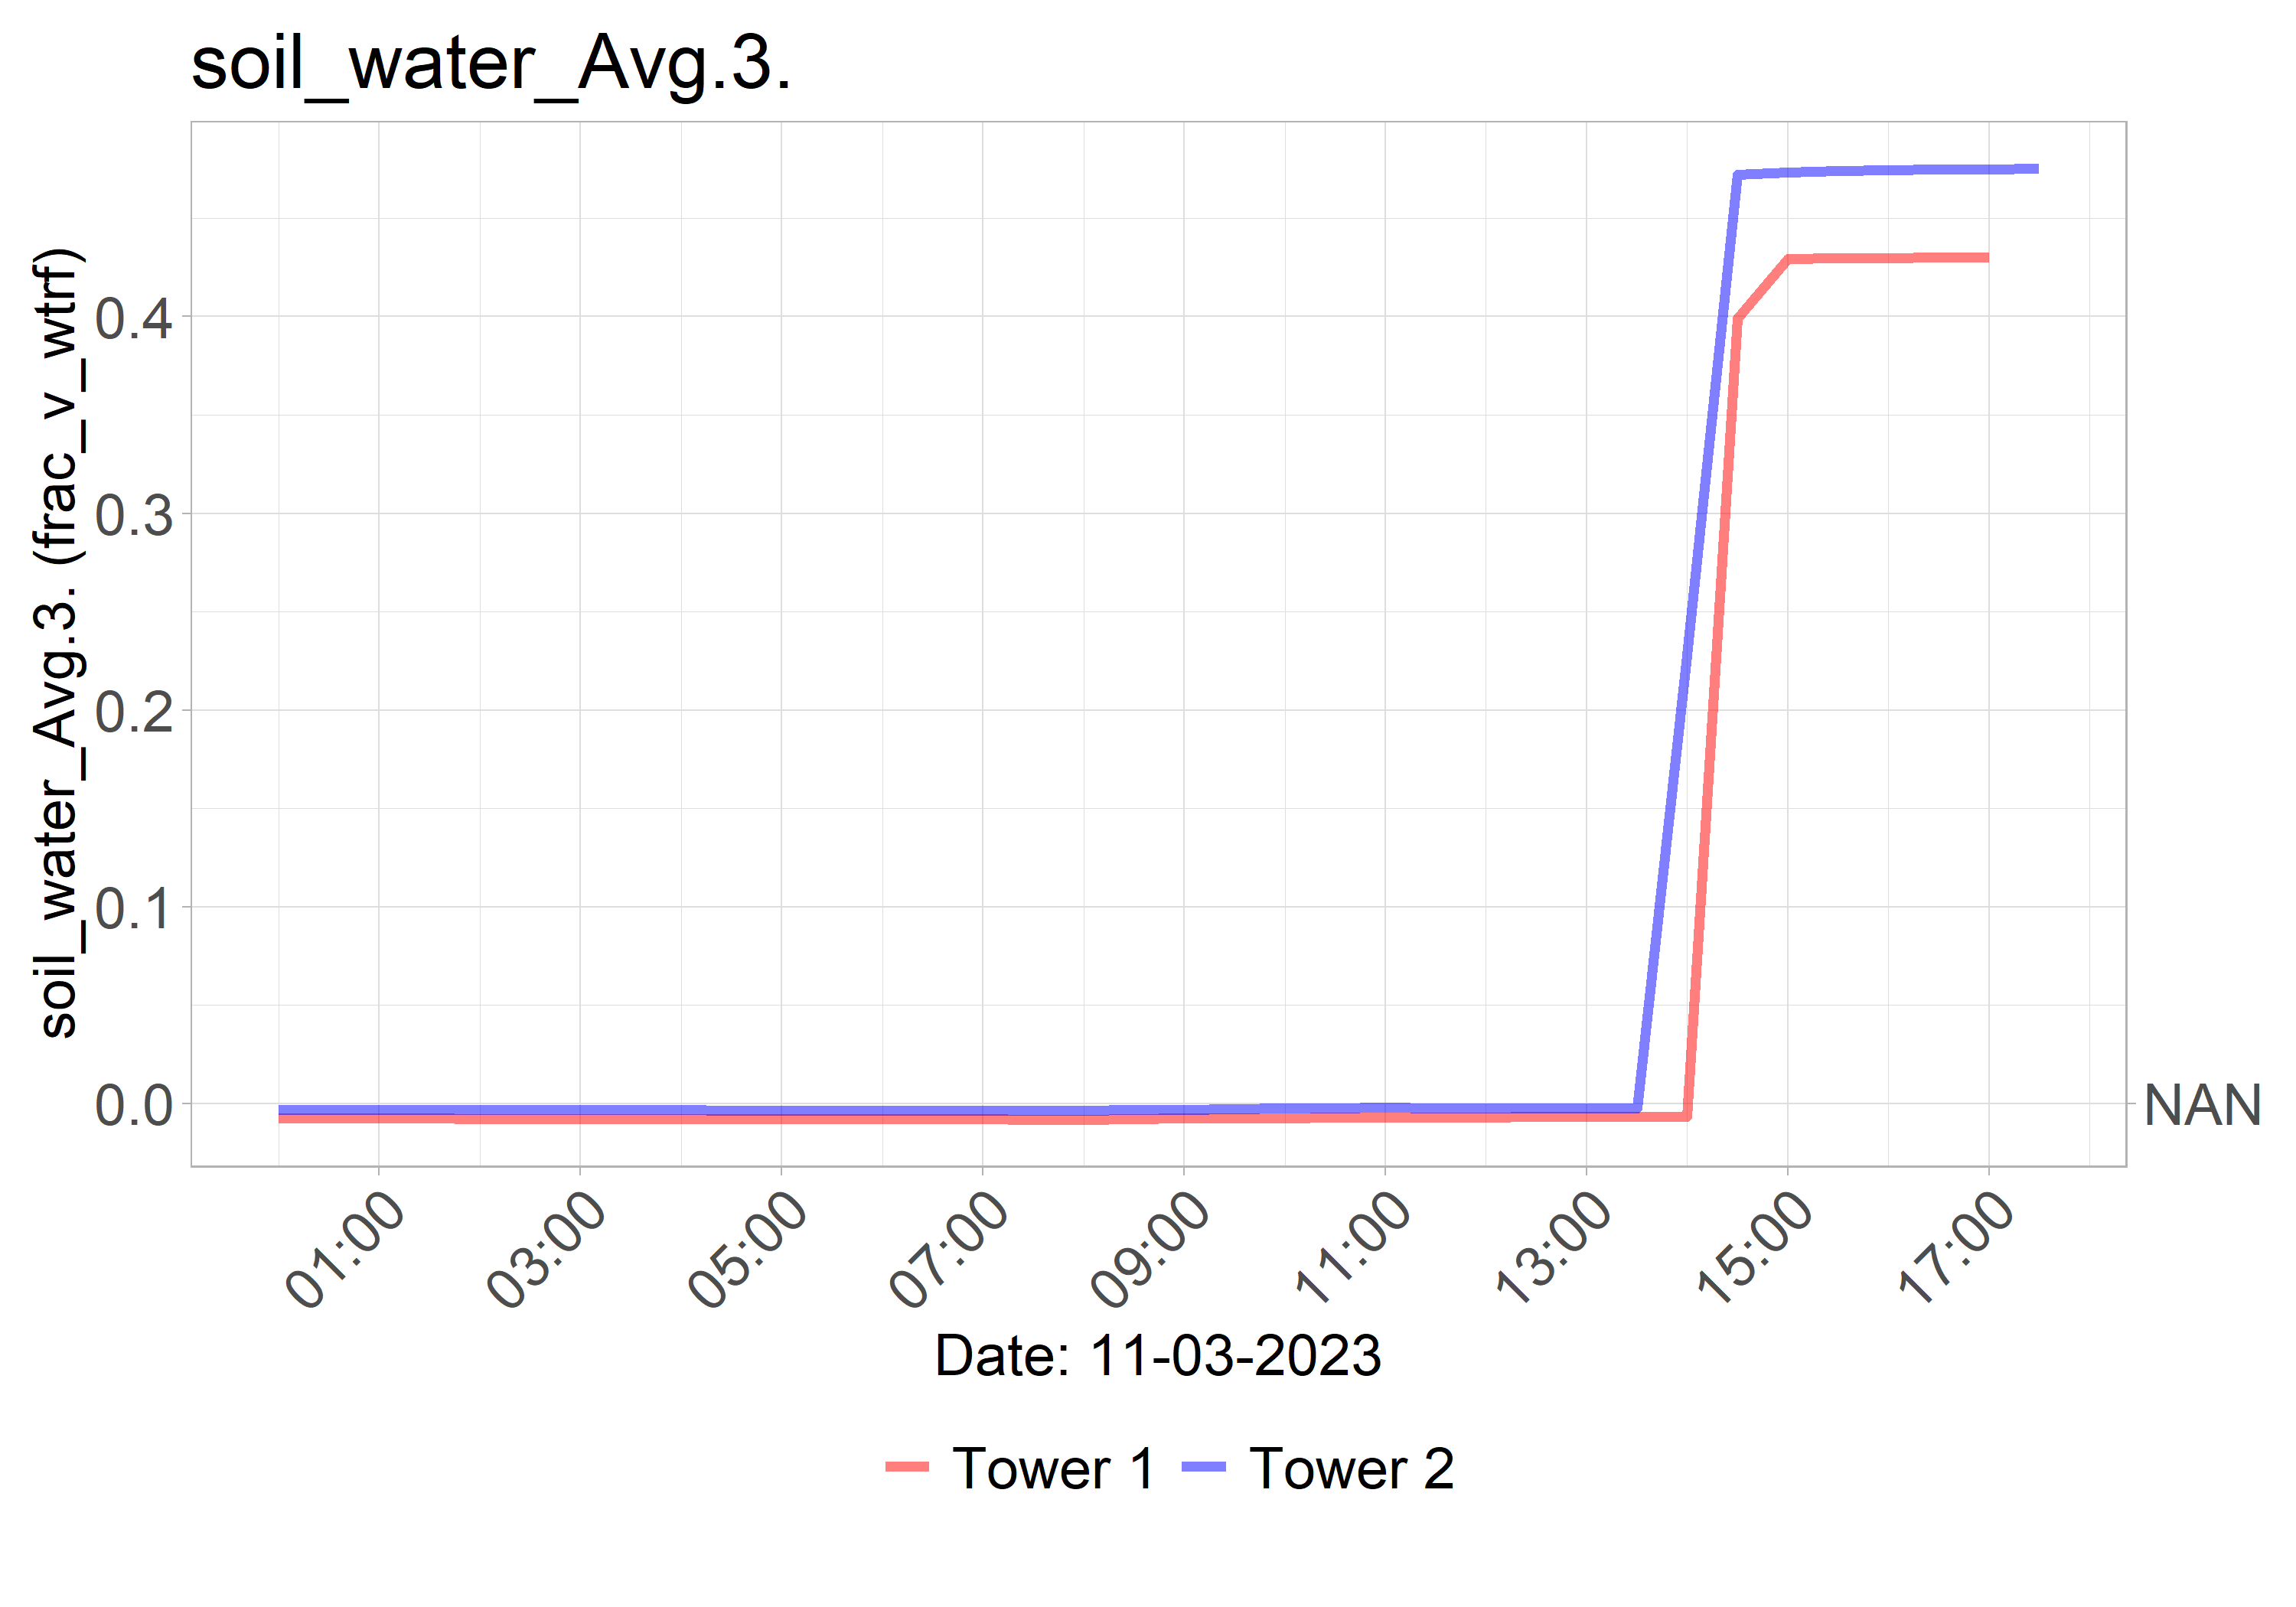 soil_water_Avg.3.
soil_water_Avg.3. (frac_v_wtrf)
0.4
0.3
0.2
0.1
0.0
NAN
01:00
03:00
05:00
07:00
09:00
11:00
13:00
15:00
17:00
Date: 11-03-2023
Tower 1
Tower 2